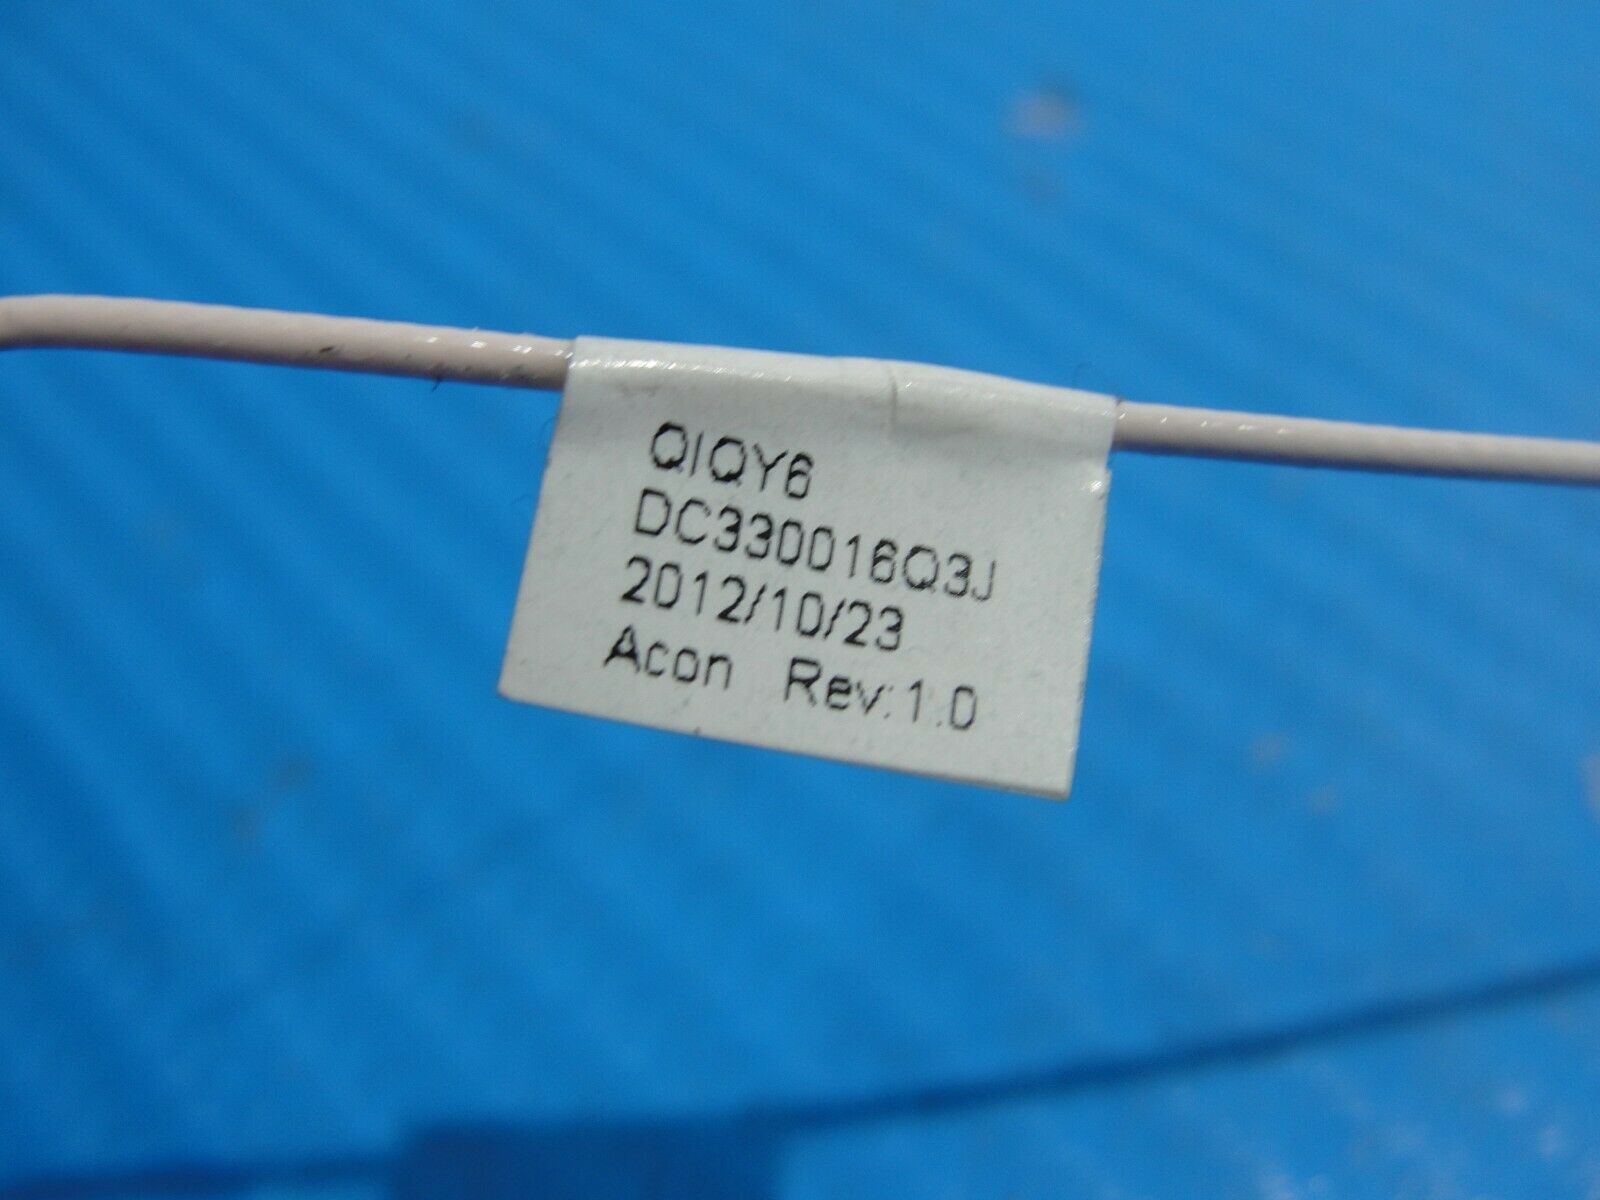 QIQY6
DC330016Q3J
2012/10/23
Acon Rev:1.0